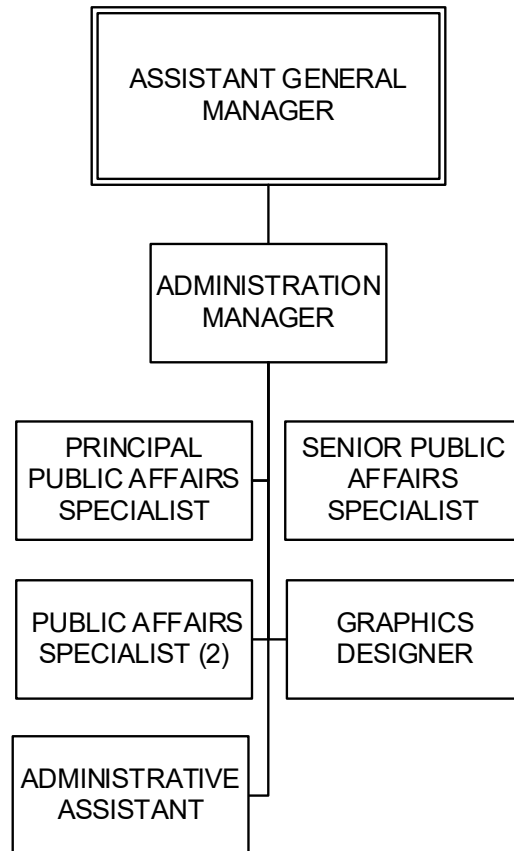 ASSISTANT GENERAL
MANAGER
ADMINISTRATION
MANAGER
PRINCIPAL
PUBLIC AFFAIRS
SPECIALIST
SENIOR PUBLIC
AFFAIRS
SPECIALIST
PUBLIC AFFAIRS
SPECIALIST (2)
GRAPHICS
DESIGNER
ADMINISTRATIVE
ASSISTANT